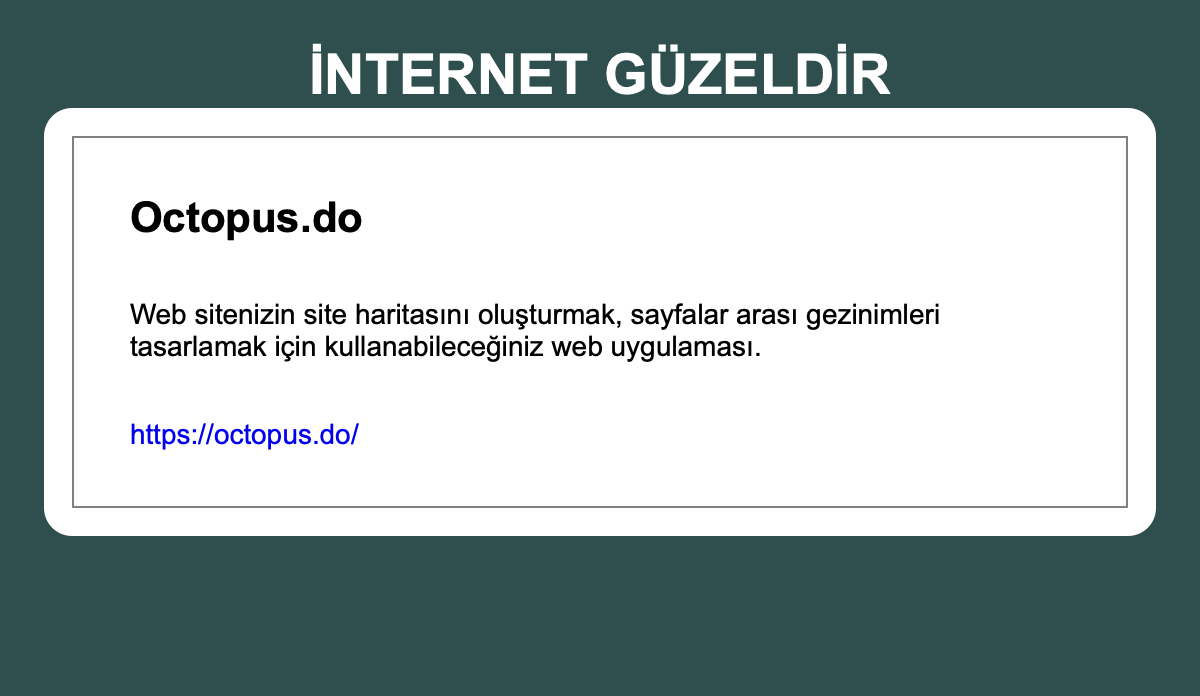 İNTERNET GÜZELDİR
Octopus.do
Web sitenizin site haritasını oluşturmak, sayfalar arası gezinimleri
tasarlamak için kullanabileceğiniz web uygulaması.
https://octopus.do/